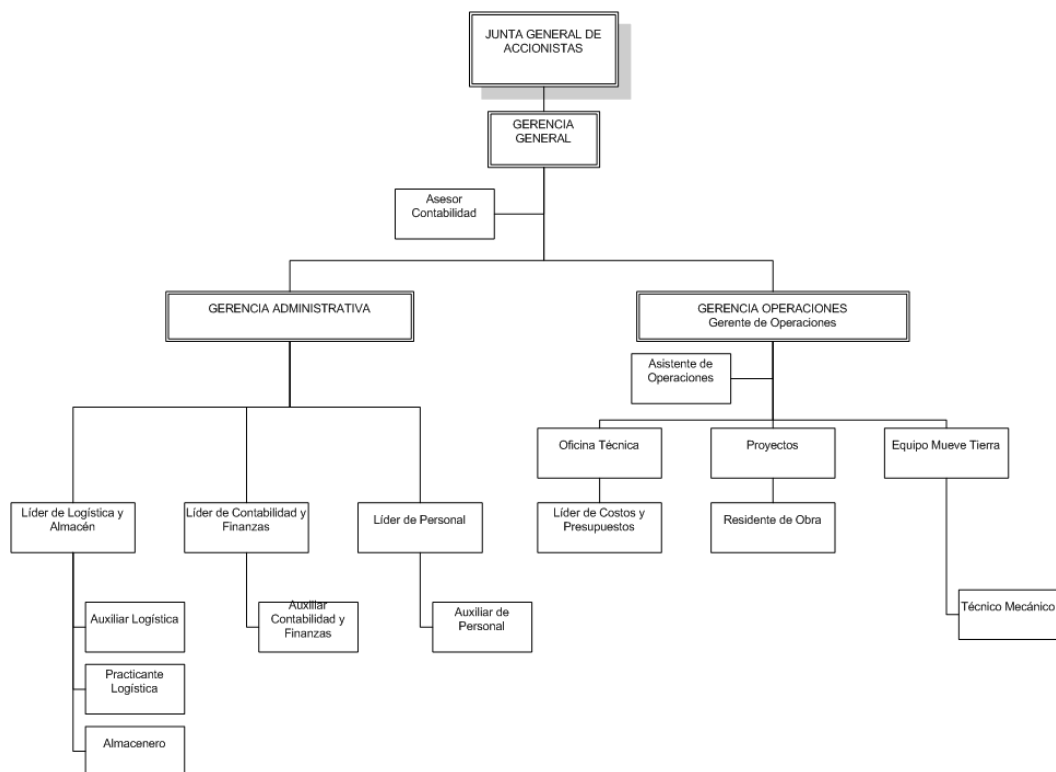 JUNTA GENERAL DE
ACCIONISTAS
GERENCIA
GENERAL
Asesor
Contabilidad
GERENCIA ADMINISTRATIVA
GERENCIA OPERACIONES
Gerente de Operaciones
Asistente de
Operaciones
Oficina Técnica
Proyectos
Equipo Mueve Tierra
Líder de Logística y
Almacén
Líder de Contabilidad y
Finanzas
Líder de Personal
Líder de Costos y
Presupuestos
Residente de Obra
Auxiliar Logística
Auxiliar
Contabilidad y
Finanzas
Auxiliar de
Personal
Técnico Mecánico
Practicante
Logística
Almacenero